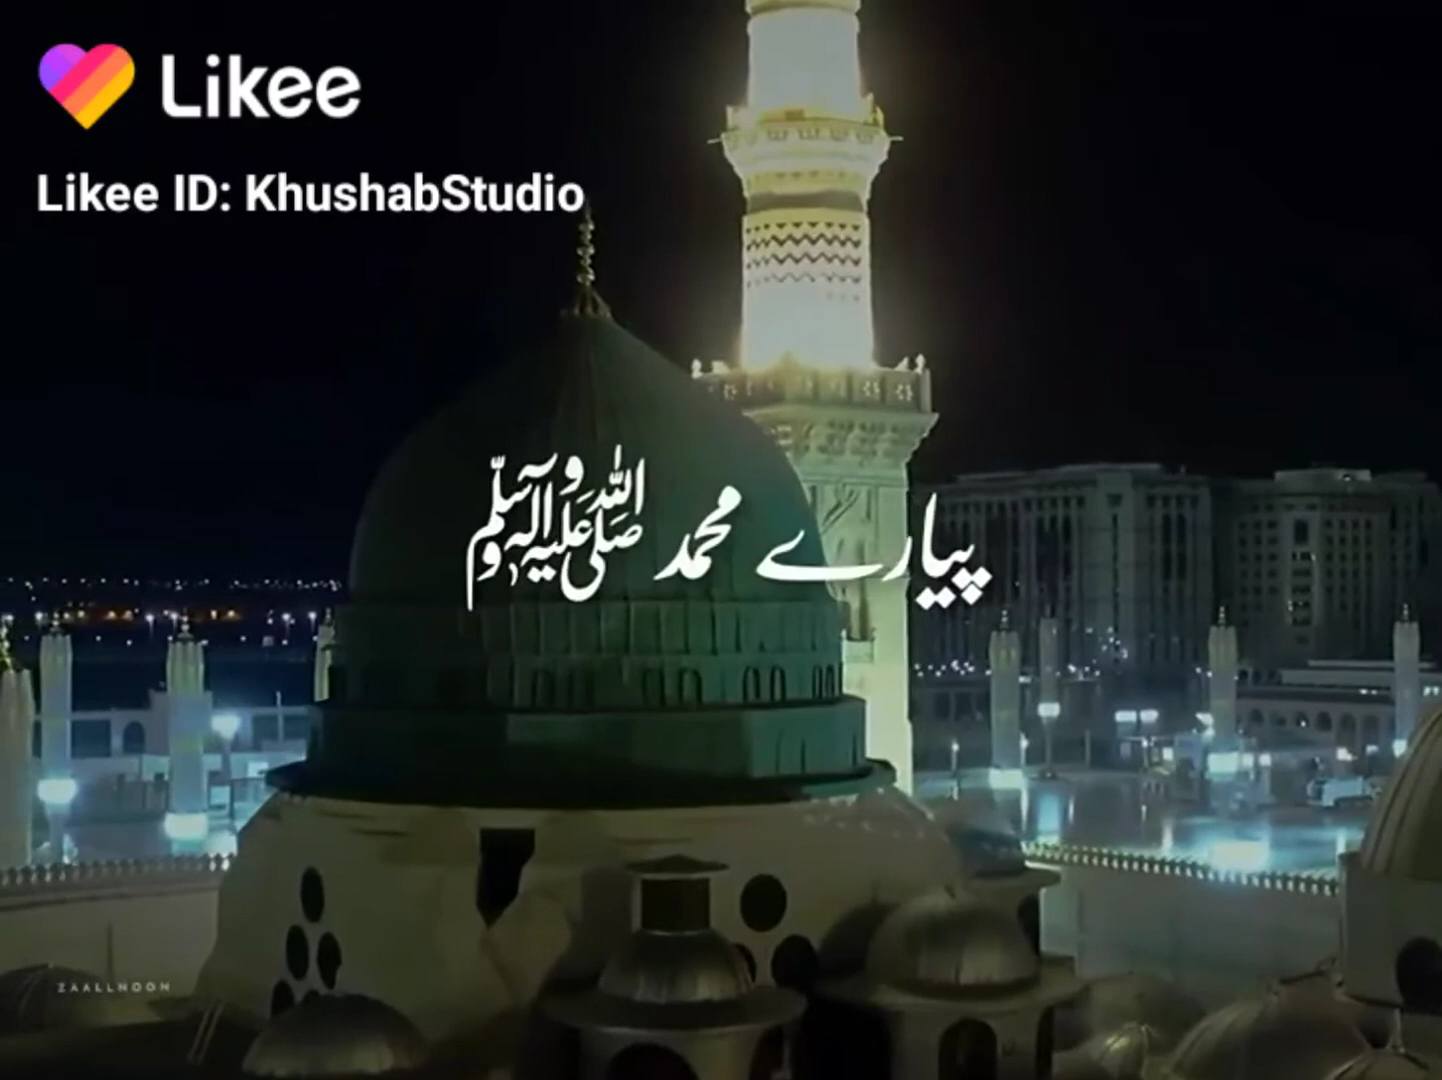 Likee
Likee ID: KhushabStudio
پیارے محمد صلی اللہ علیہ وآلہ وسلم
ZAALLNOON